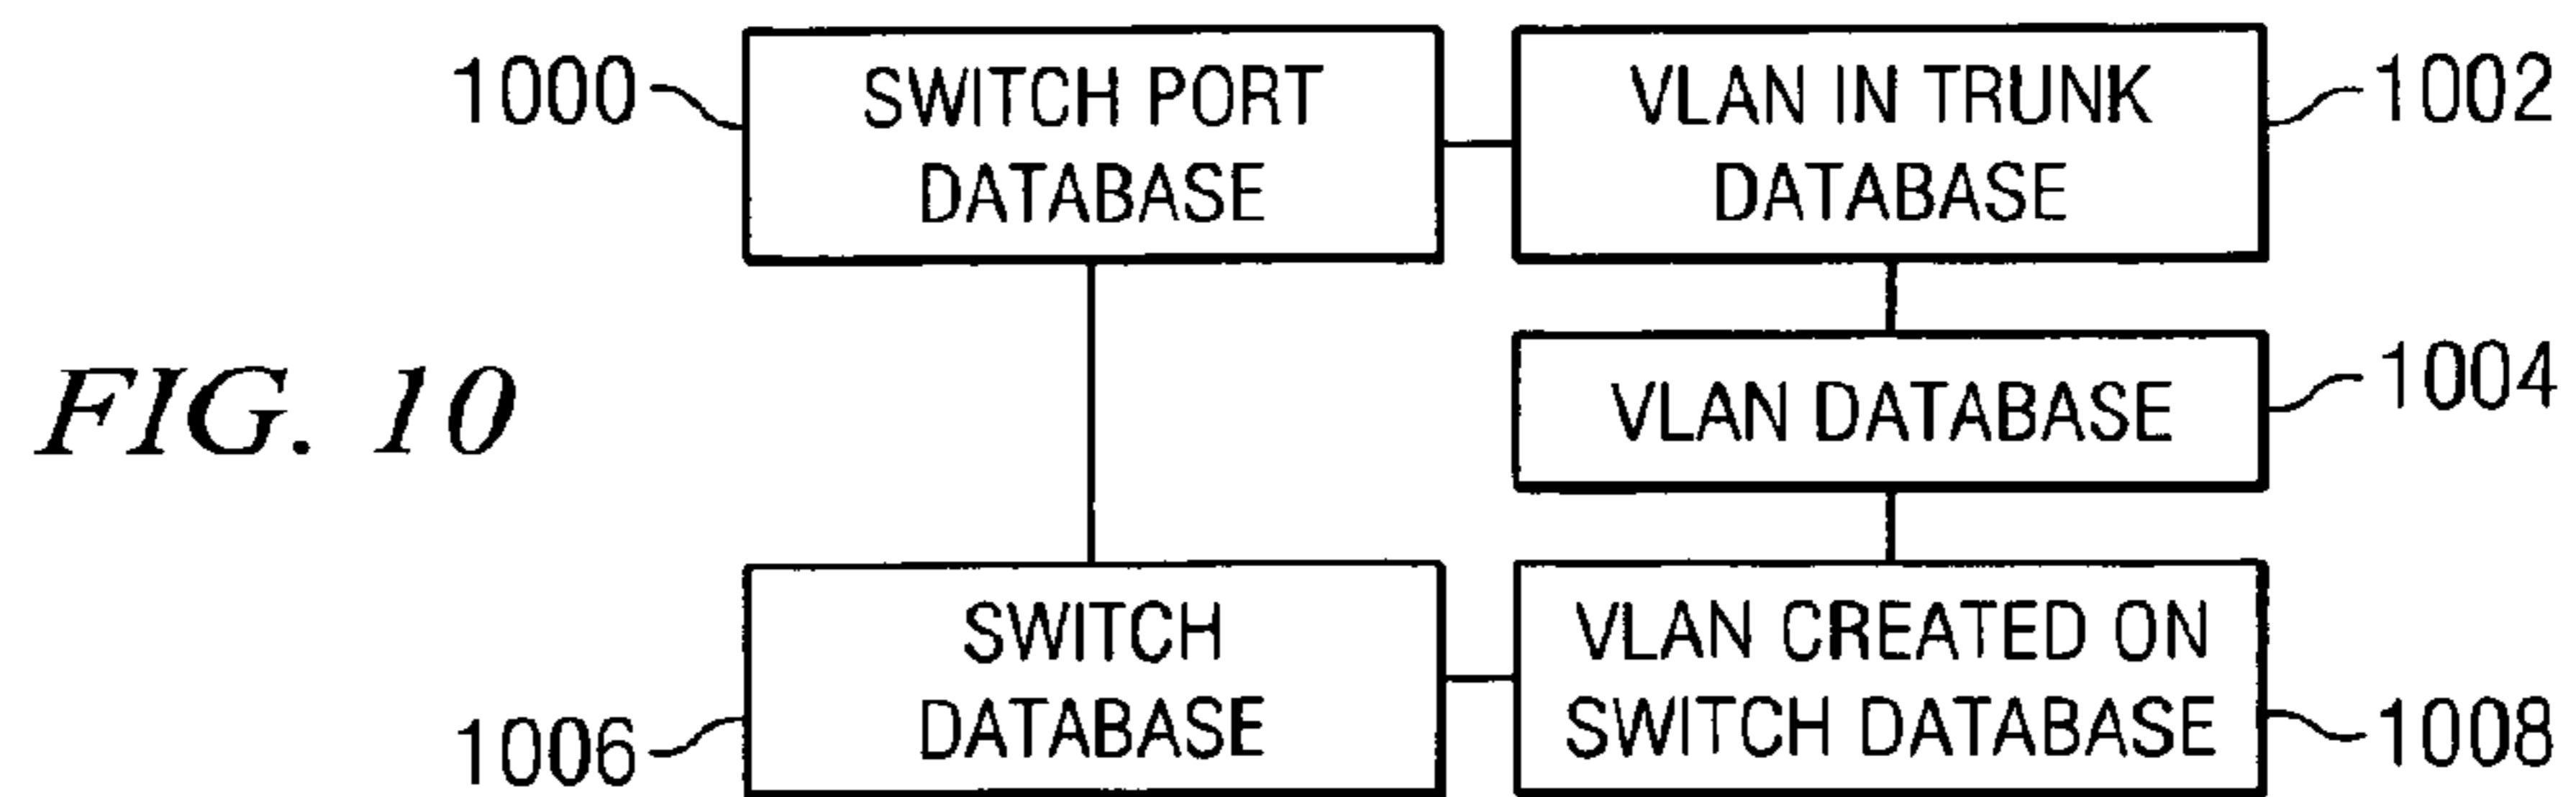 1000
SWITCH PORT
DATABASE
VLAN IN TRUNK
DATABASE
1002
FIG. 10
VLAN DATABASE
1004
1006
SWITCH
DATABASE
VLAN CREATED ON
SWITCH DATABASE
1008